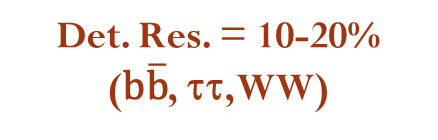 Det. Res. = 10-20%
(bb̅, ττ,WW)